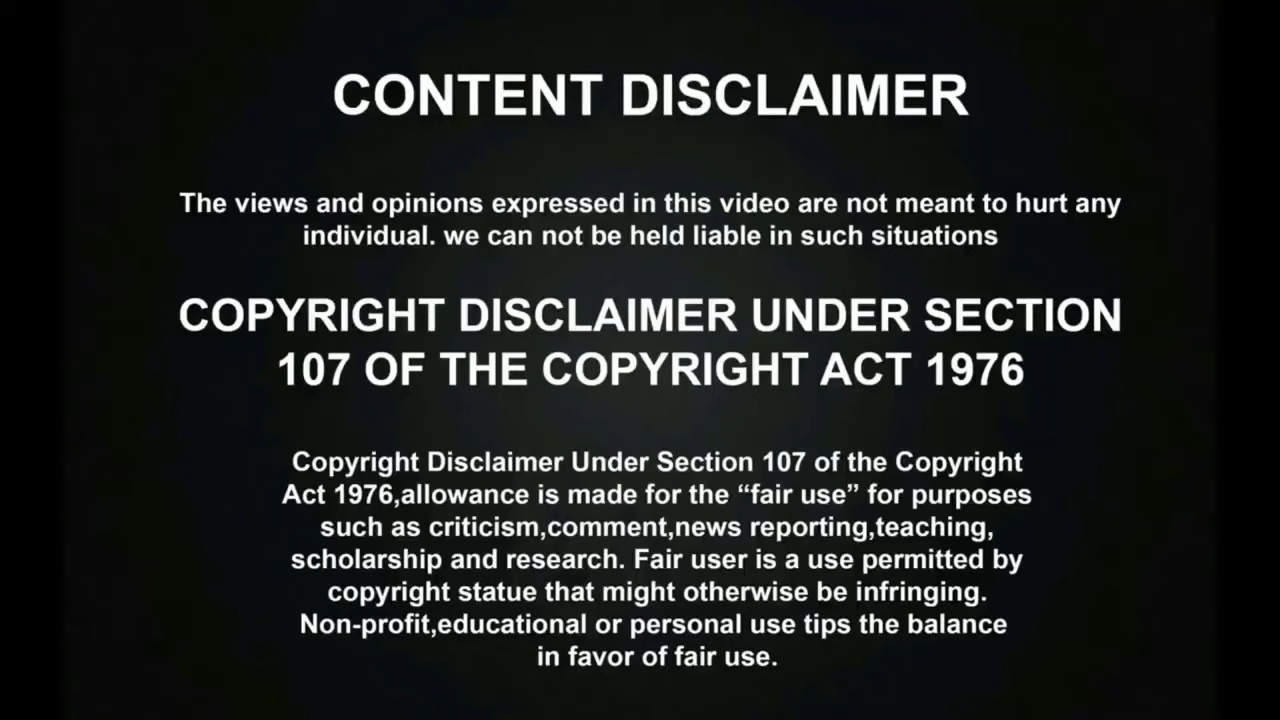 CONTENT DISCLAIMER
The views and opinions expressed in this video are not meant to hurt any
individual. we can not be held liable in such situations
COPYRIGHT DISCLAIMER UNDER SECTION
107 OF THE COPYRIGHT ACT 1976
Copyright Disclaimer Under Section 107 of the Copyright
Act 1976,allowance is made for the “fair use” for purposes
such as criticism,comment,news reporting,teaching,
scholarship and research. Fair user is a use permitted by
copyright statue that might otherwise be infringing.
Non-profit,educational or personal use tips the balance
in favor of fair use.